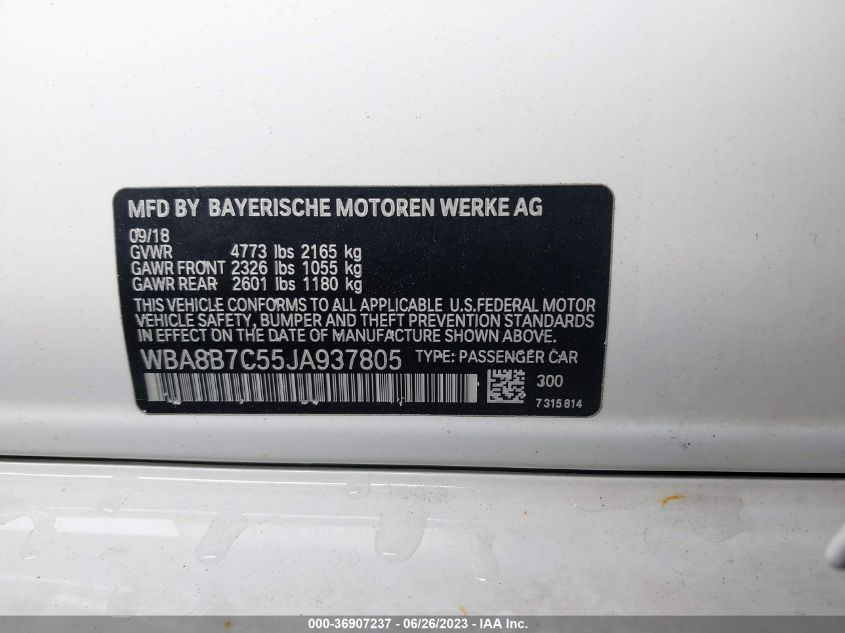 MFD BY BAYERISCHE MOTOREN WERKE AG
09/18
GVWR 4773 lbs 2165 kg
GAWR FRONT 2326 lbs 1055 kg
GAWR REAR 2601 lbs 1180 kg
THIS VEHICLE CONFORMS TO ALL APPLICABLE U.S.FEDERAL MOTOR
VEHICLE SAFETY, BUMPER AND THEFT PREVENTION STANDARDS
IN EFFECT ON THE DATE OF MANUFACTURE SHOWN ABOVE.
WBA8B7C55JA937805 TYPE: PASSENGER CAR
300
7315814
000-36907237 - 06/26/2023 - IAA Inc.